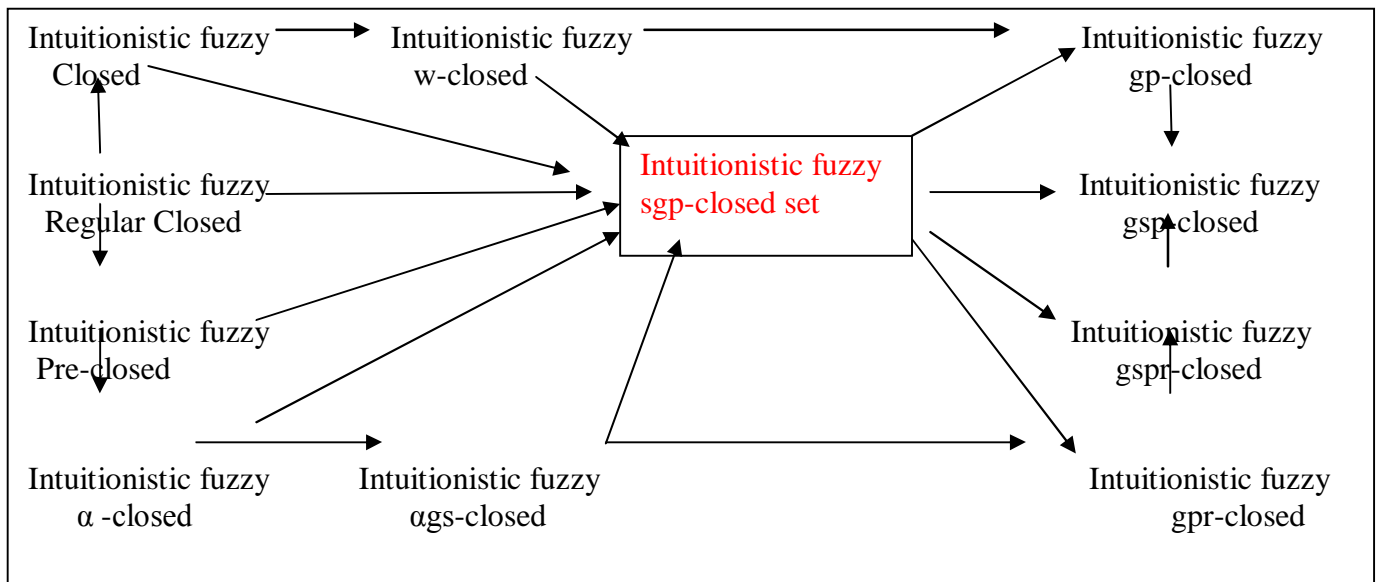 Intuitionistic fuzzy
Closed
Intuitionistic fuzzy
w-closed
Intuitionistic fuzzy
gp-closed
Intuitionistic fuzzy
Regular Closed
Intuitionistic fuzzy
sgp-closed set
Intuitionistic fuzzy
gsp-closed
Intuitionistic fuzzy
Pre-closed
Intuitionistic fuzzy
gspr-closed
Intuitionistic fuzzy
α -closed
Intuitionistic fuzzy
αgs-closed
Intuitionistic fuzzy
gpr-closed